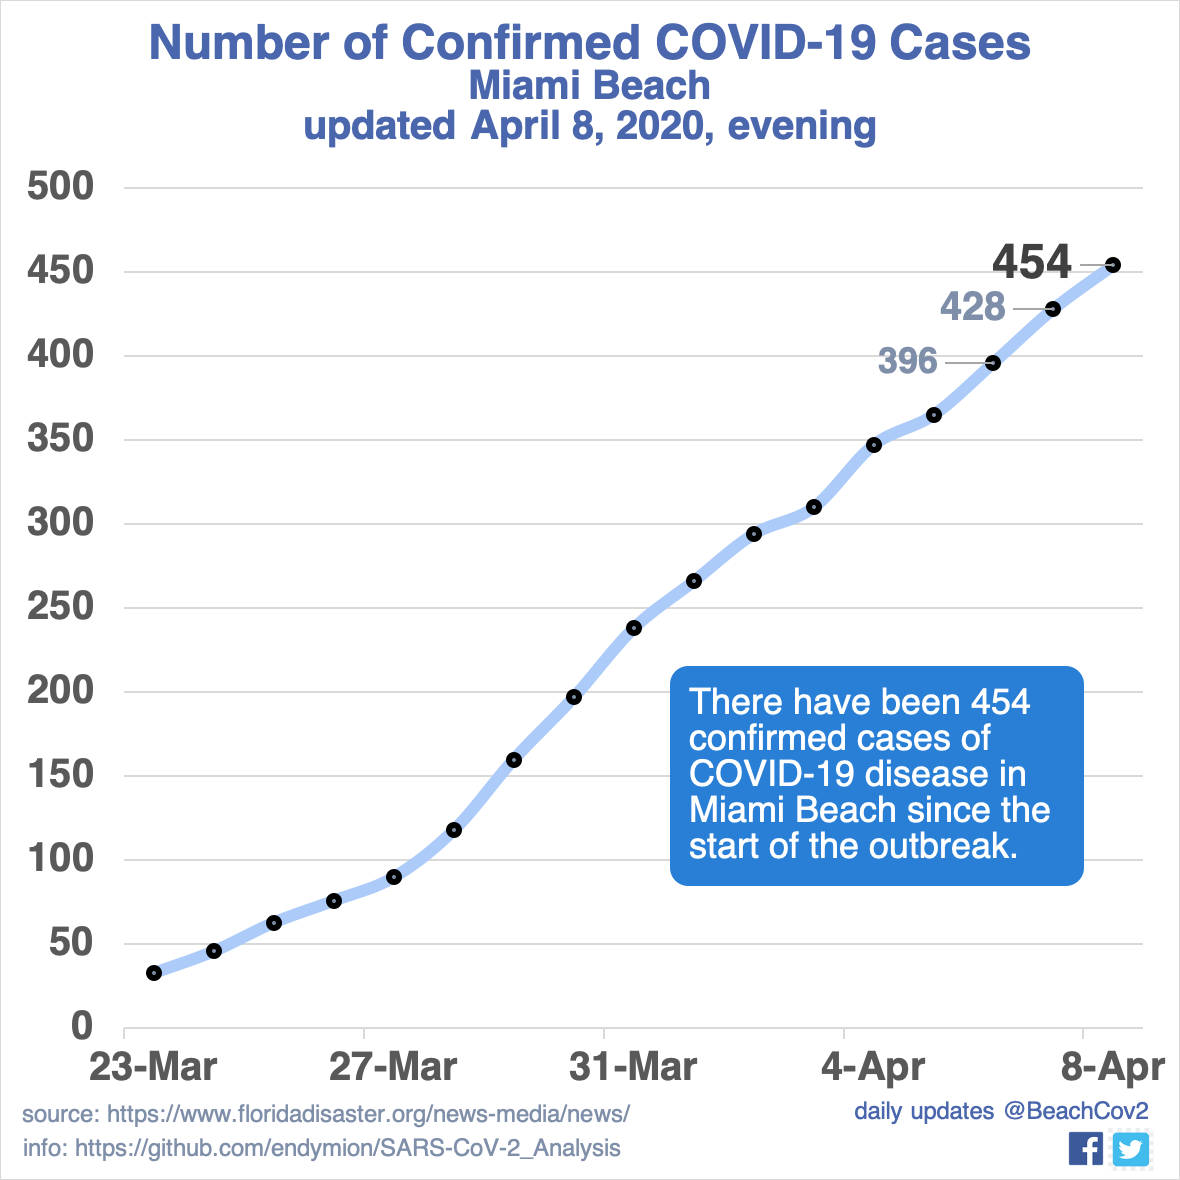 Number of Confirmed COVID-19 Cases
Miami Beach
updated April 8, 2020, evening
500
450
400
350
300
250
200
150
100
50
0
454
428
396
There have been 454
confirmed cases of
COVID-19 disease in
Miami Beach since the
start of the outbreak.
23-Mar 27-Mar 31-Mar 4-Apr 8-Apr
source: https://www.floridadisaster.org/news-media/news/
daily updates @BeachCov2
info: https://github.com/endymion/SARS-CoV-2_Analysis